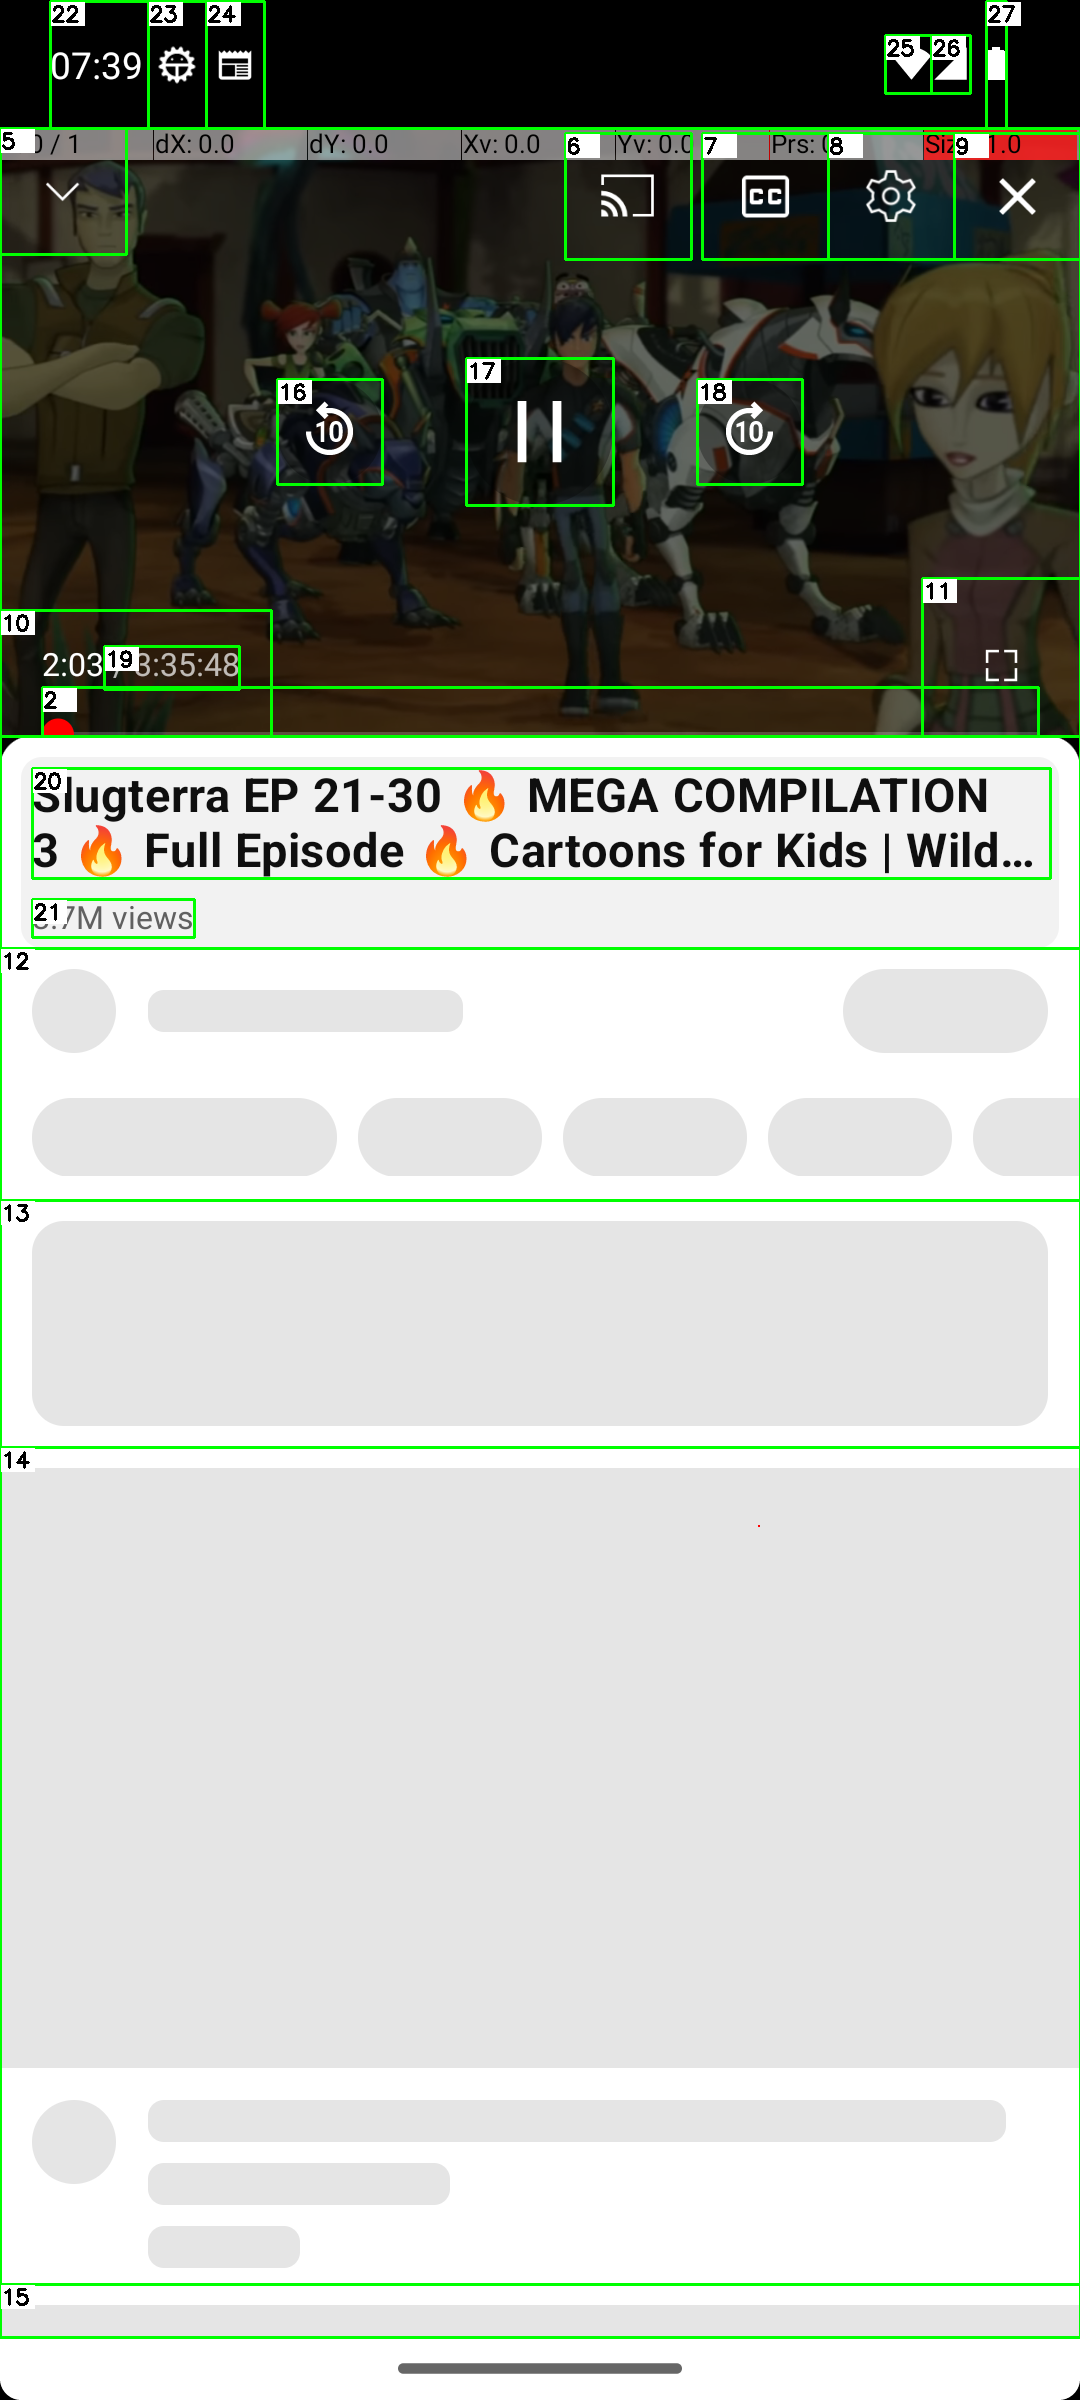 22 23 24 27
07:39 25 26
5 0 / 1 dX: 0.0 dY: 0.0 Xv: 0.0 6 Yv: 0.0 7 Prs: 8 9 1.0
CC
17
16 18
10 10
11
10
2:03 / 19 3:35:48
2
20 Slugterra EP 21-30 🔥 MEGA COMPILATION
3 🔥 Full Episode 🔥 Cartoons for Kids | Wild…
21 .7M views
12
13
14
15